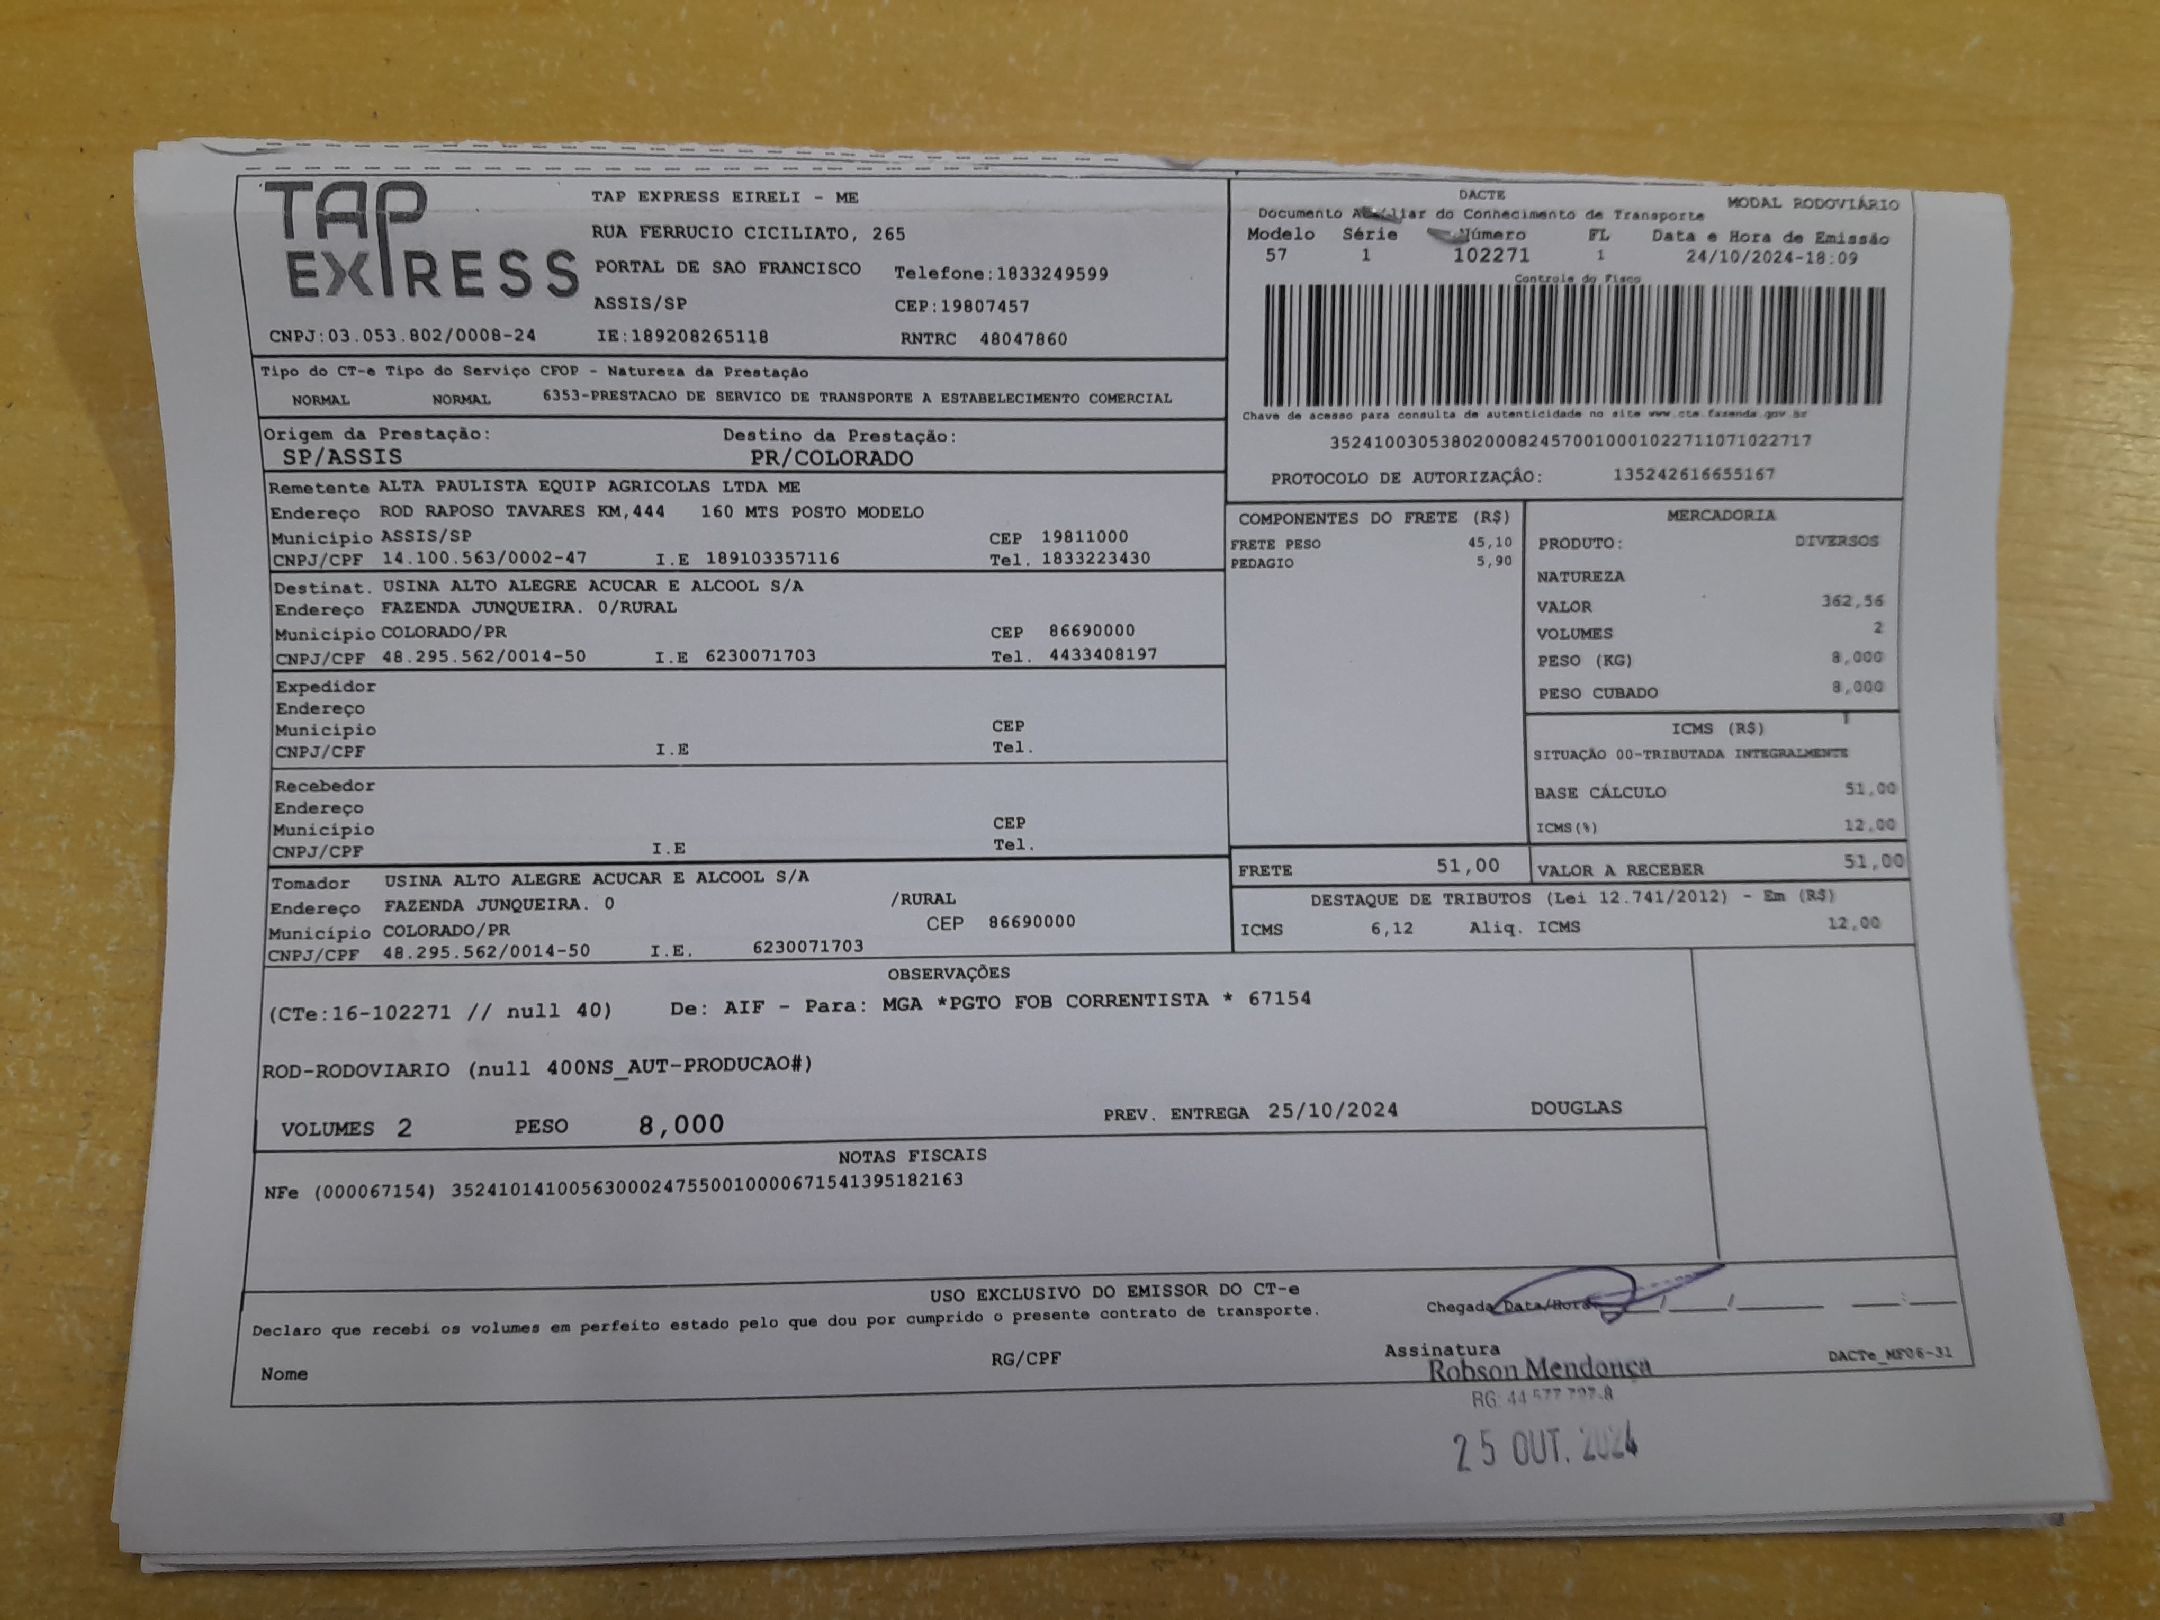 TAP EXPRESS
TAP EXPRESS EIRELI - ME
RUA FERRUCIO CICILIATO, 265
PORTAL DE SAO FRANCISCO Telefone:1833249599
ASSIS/SP CEP:19807457
CNPJ:03.053.802/0008-24 IE:189208265118 RNTRC 48047860
DACTE MODAL RODOVIÁRIO
Documento do Conhecimento de Transporte
Modelo Série Número FL Data e Hora de Emissão
57 1 102271 1 24/10/2024-18:09
Controle do Fisco
Chave de acesso para consulta de autenticidade no site www.cte.fazenda.gov.br
35241003053802000824570010001022711071022717
PROTOCOLO DE AUTORIZAÇÂO: 135242616655167
Tipo do CT-e Tipo do Serviço CFOP - Natureza da Prestação
NORMAL NORMAL 6353-PRESTACAO DE SERVICO DE TRANSPORTE A ESTABELECIMENTO COMERCIAL
Origem da Prestação: Destino da Prestação:
SP/ASSIS PR/COLORADO
Remetente ALTA PAULISTA EQUIP AGRICOLAS LTDA ME
Endereço ROD RAPOSO TAVARES KM,444 160 MTS POSTO MODELO
Município ASSIS/SP CEP 19811000
CNPJ/CPF 14.100.563/0002-47 I.E 189103357116 Tel. 1833223430
Destinat. USINA ALTO ALEGRE ACUCAR E ALCOOL S/A
Endereço FAZENDA JUNQUEIRA. 0/RURAL
Município COLORADO/PR CEP 86690000
CNPJ/CPF 48.295.562/0014-50 I.E 6230071703 Tel. 4433408197
Expedidor
Endereço
Município CEP
CNPJ/CPF I.E Tel.
Recebedor
Endereço
Município CEP
CNPJ/CPF I.E Tel.
Tomador USINA ALTO ALEGRE ACUCAR E ALCOOL S/A
Endereço FAZENDA JUNQUEIRA. 0 /RURAL
Município COLORADO/PR CEP 86690000
CNPJ/CPF 48.295.562/0014-50 I.E. 6230071703
COMPONENTES DO FRETE (R$)
FRETE PESO 45,10
PEDAGIO 5,90
MERCADORIA
PRODUTO: DIVERSOS
NATUREZA
VALOR 362,56
VOLUMES 2
PESO (KG) 8,000
PESO CUBADO 8,000
ICMS (R$)
SITUAÇÃO 00-TRIBUTADA INTEGRALMENTE
BASE CÁLCULO 51,00
ICMS(%) 12,00
FRETE 51,00 VALOR A RECEBER 51,00
DESTAQUE DE TRIBUTOS (Lei 12.741/2012) - Em (R$)
ICMS 6,12 Aliq. ICMS 12,00
OBSERVAÇÕES
(CTe:16-102271 // null 40) De: AIF - Para: MGA *PGTO FOB CORRENTISTA * 67154
ROD-RODOVIARIO (null 400NS_AUT-PRODUCAO#)
VOLUMES 2 PESO 8,000 PREV. ENTREGA 25/10/2024 DOUGLAS
NOTAS FISCAIS
NFe (000067154) 35241014100563000247550010000671541395182163
USO EXCLUSIVO DO EMISSOR DO CT-e
Declaro que recebi os volumes em perfeito estado pelo que dou por cumprido o presente contrato de transporte.
Chegada Data/Hora ___/___/______ ___:___
Nome RG/CPF Assinatura DACTe_MF06-31
Robson Mendonça
25 OUT. 2024